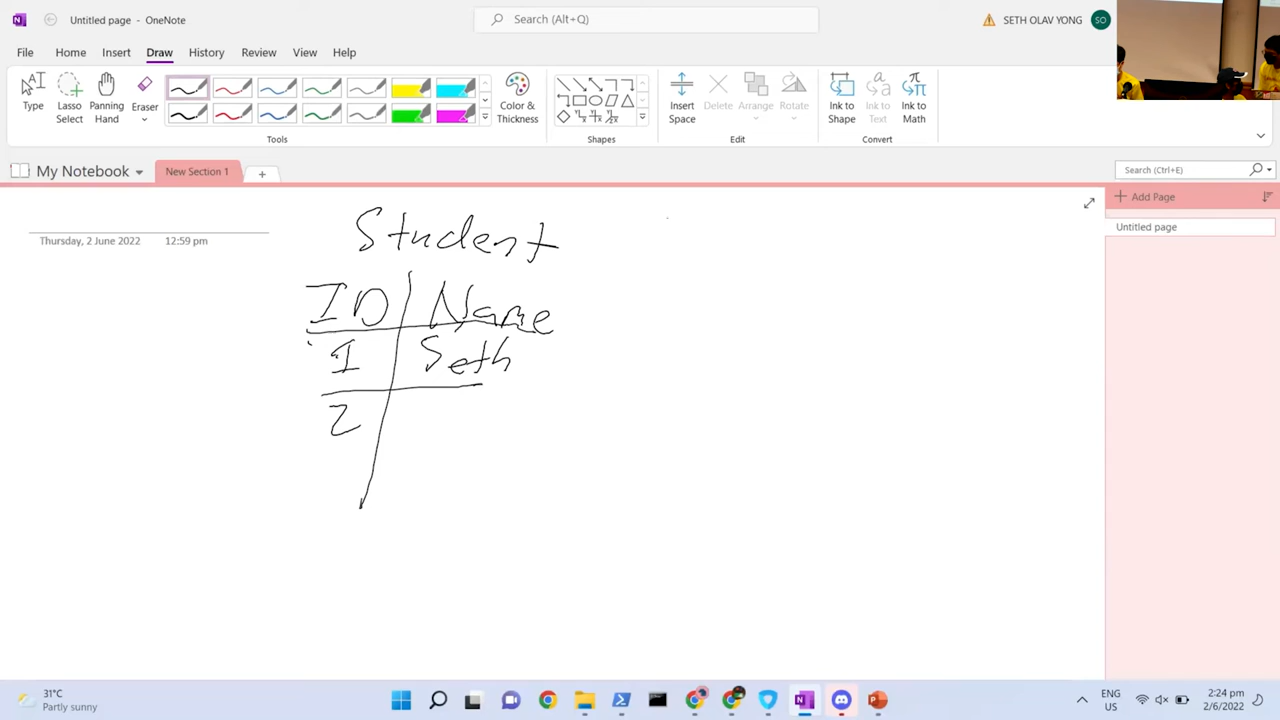 Untitled page - OneNote
Search (Alt+Q)
SETH OLAV YONG
SO
File Home Insert Draw History Review View Help
Type
Lasso Select
Panning Hand
Eraser
Color & Thickness
Insert Space
Delete
Arrange
Rotate
Ink to Shape
Ink to Text
Ink to Math
Tools
Shapes
Edit
Convert
My Notebook
New Section 1
Search (Ctrl+E)
Add Page
Untitled page
Thursday, 2 June 2022 12:59 pm
Student
ID Name
1 Seth
2
31°C
Partly sunny
ENG
US
2:24 pm
2/6/2022